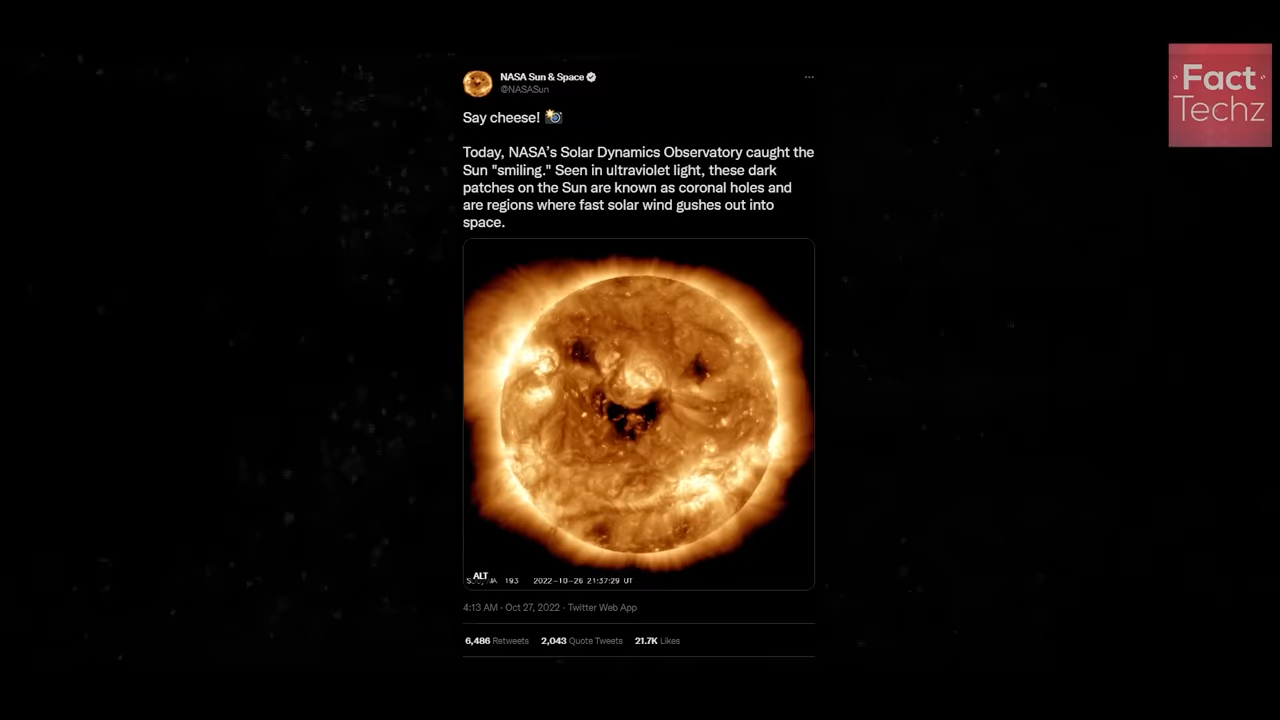 NASA Sun & Space
@NASASun
Say cheese! 📸
Today, NASA's Solar Dynamics Observatory caught the
Sun "smiling." Seen in ultraviolet light, these dark
patches on the Sun are known as coronal holes and
are regions where fast solar wind gushes out into
space.
ALT
193 2022-10-26 21:37:29 UT
4:13 AM · Oct 27, 2022 · Twitter Web App
6,486 Retweets 2,043 Quote Tweets 21.7K Likes
Fact
Techz